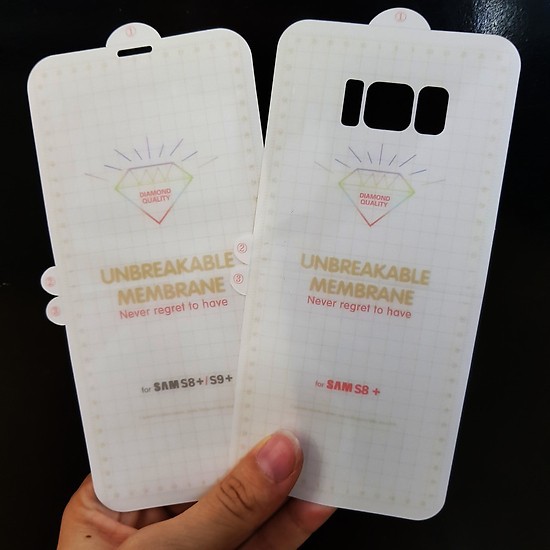 ①
DIAMOND
QUALITY
UNBREAKABLE
MEMBRANE
Never regret to have
②
③
for SAM S8+/S9+
①
DIAMOND
QUALITY
②
③
UNBREAKABLE
MEMBRANE
Never regret to have
for SAM S8 +